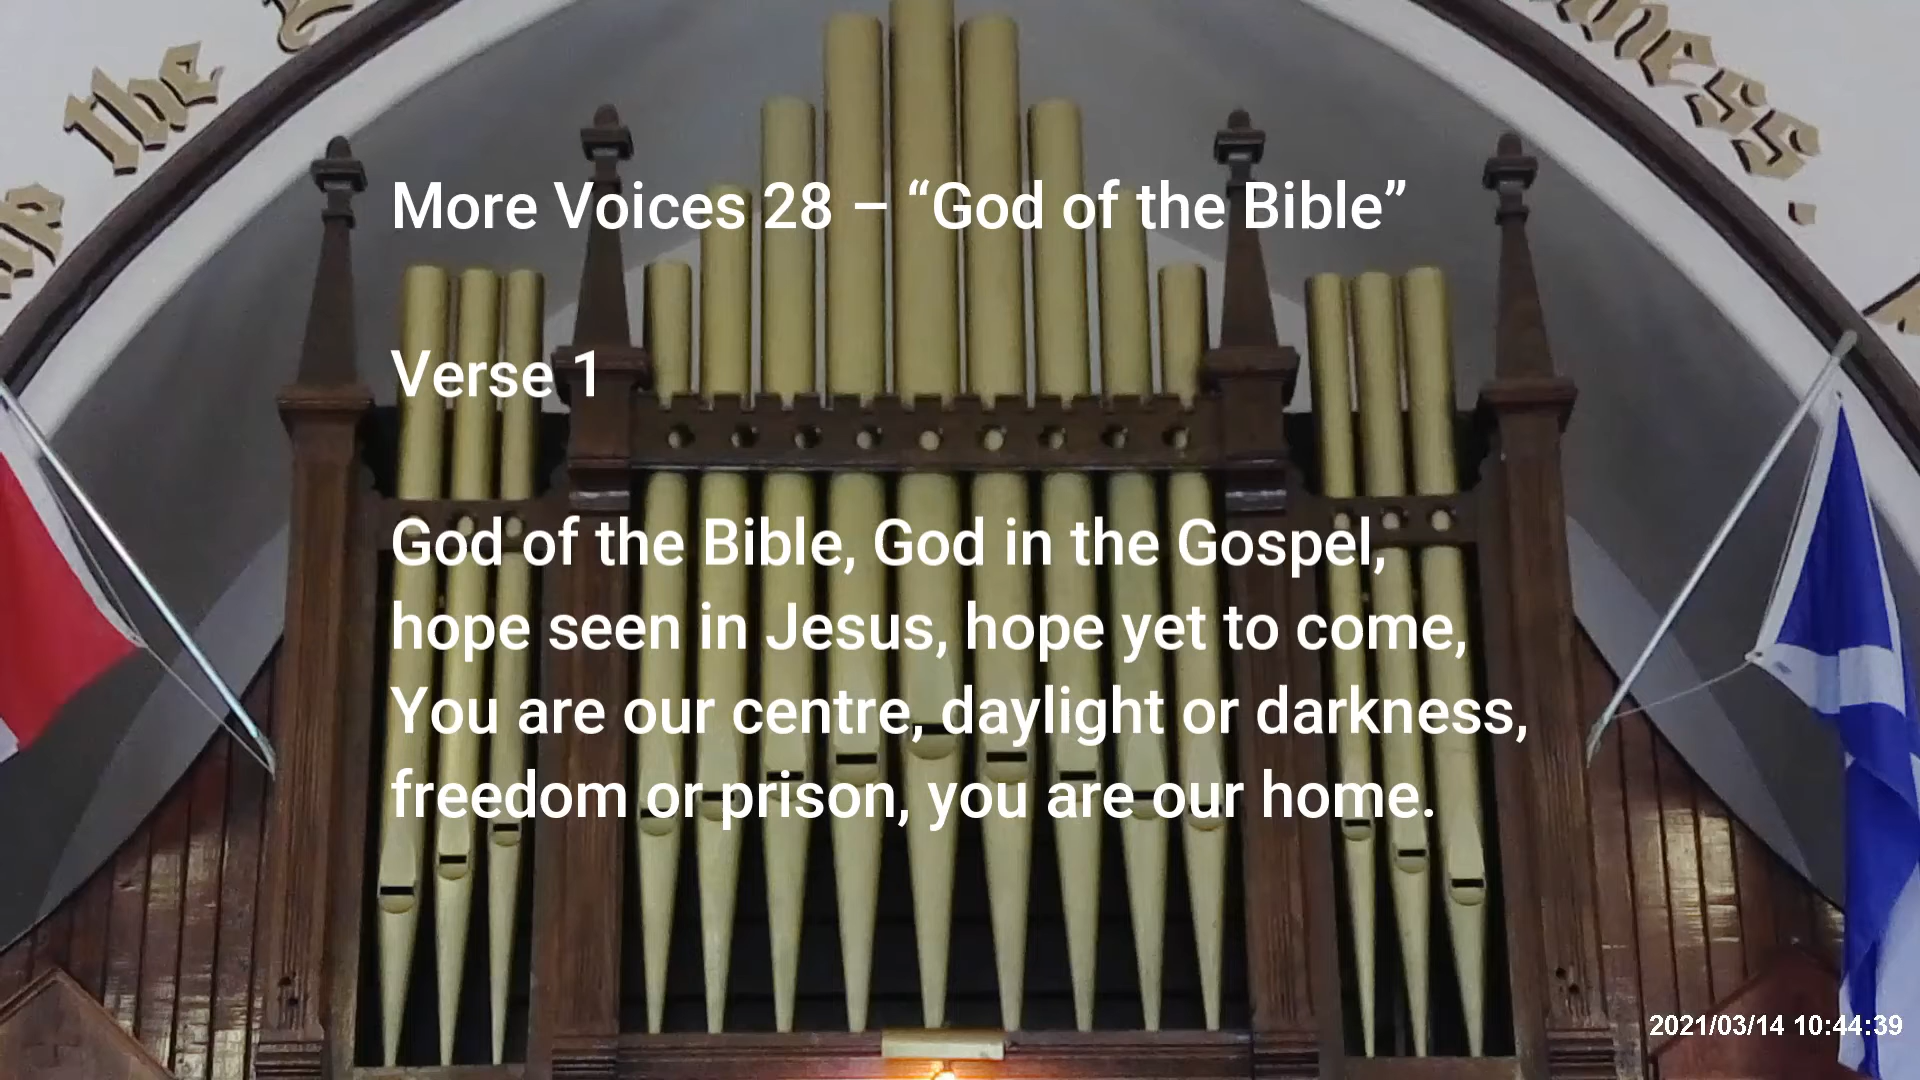 the
ness.
More Voices 28 – “God of the Bible”
Verse 1
God of the Bible, God in the Gospel,
hope seen in Jesus, hope yet to come,
You are our centre, daylight or darkness,
freedom or prison, you are our home.
2021/03/14 10:44:39